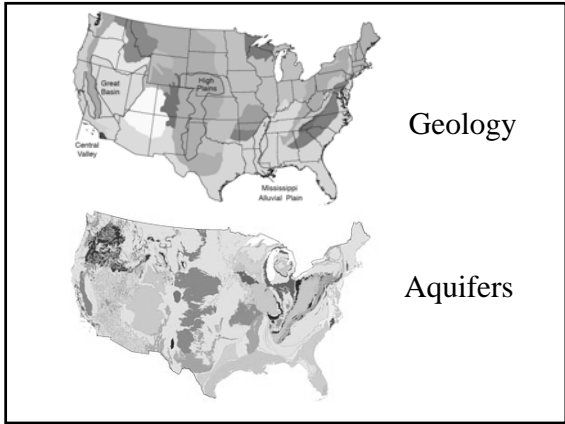 High
Plains
Great
Basin
Central
Valley
Mississippi
Alluvial Plain
Geology
Aquifers